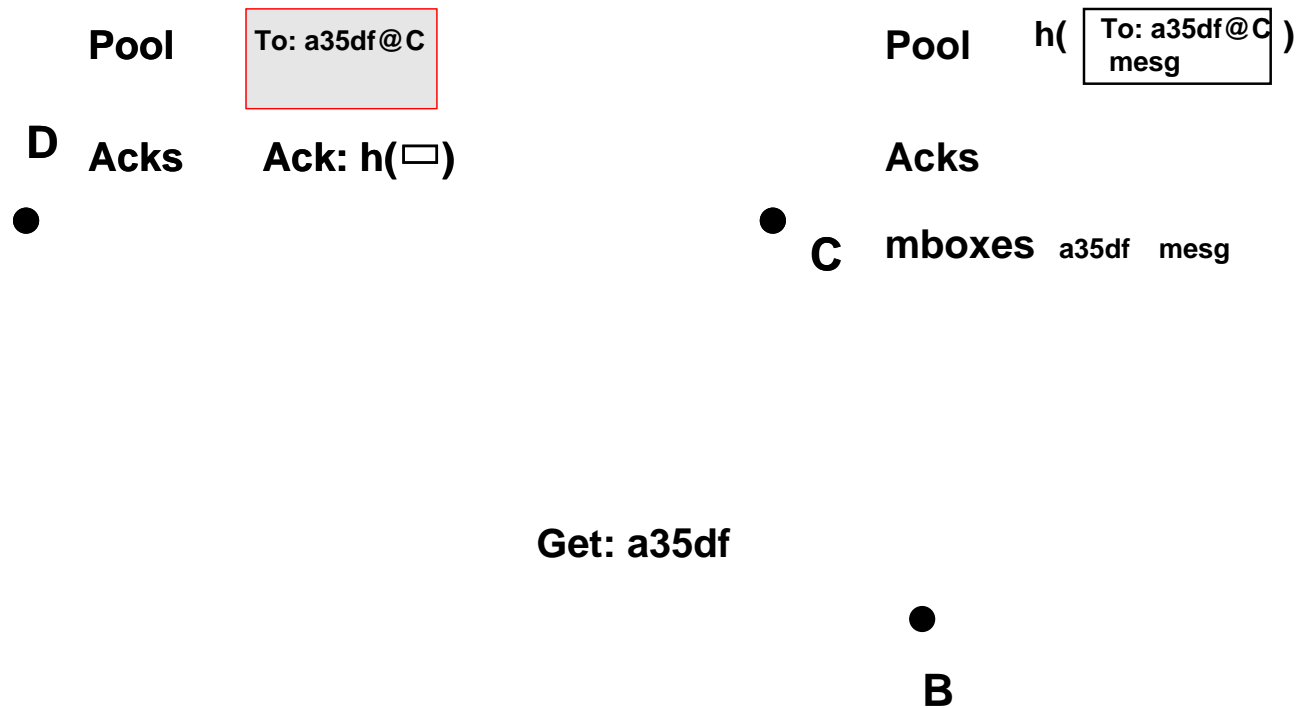 Pool To: a35df@C
D Acks Ack: h(▭)
Pool h( To: a35df@C )
mesg
Acks
C mboxes a35df mesg
Get: a35df
B